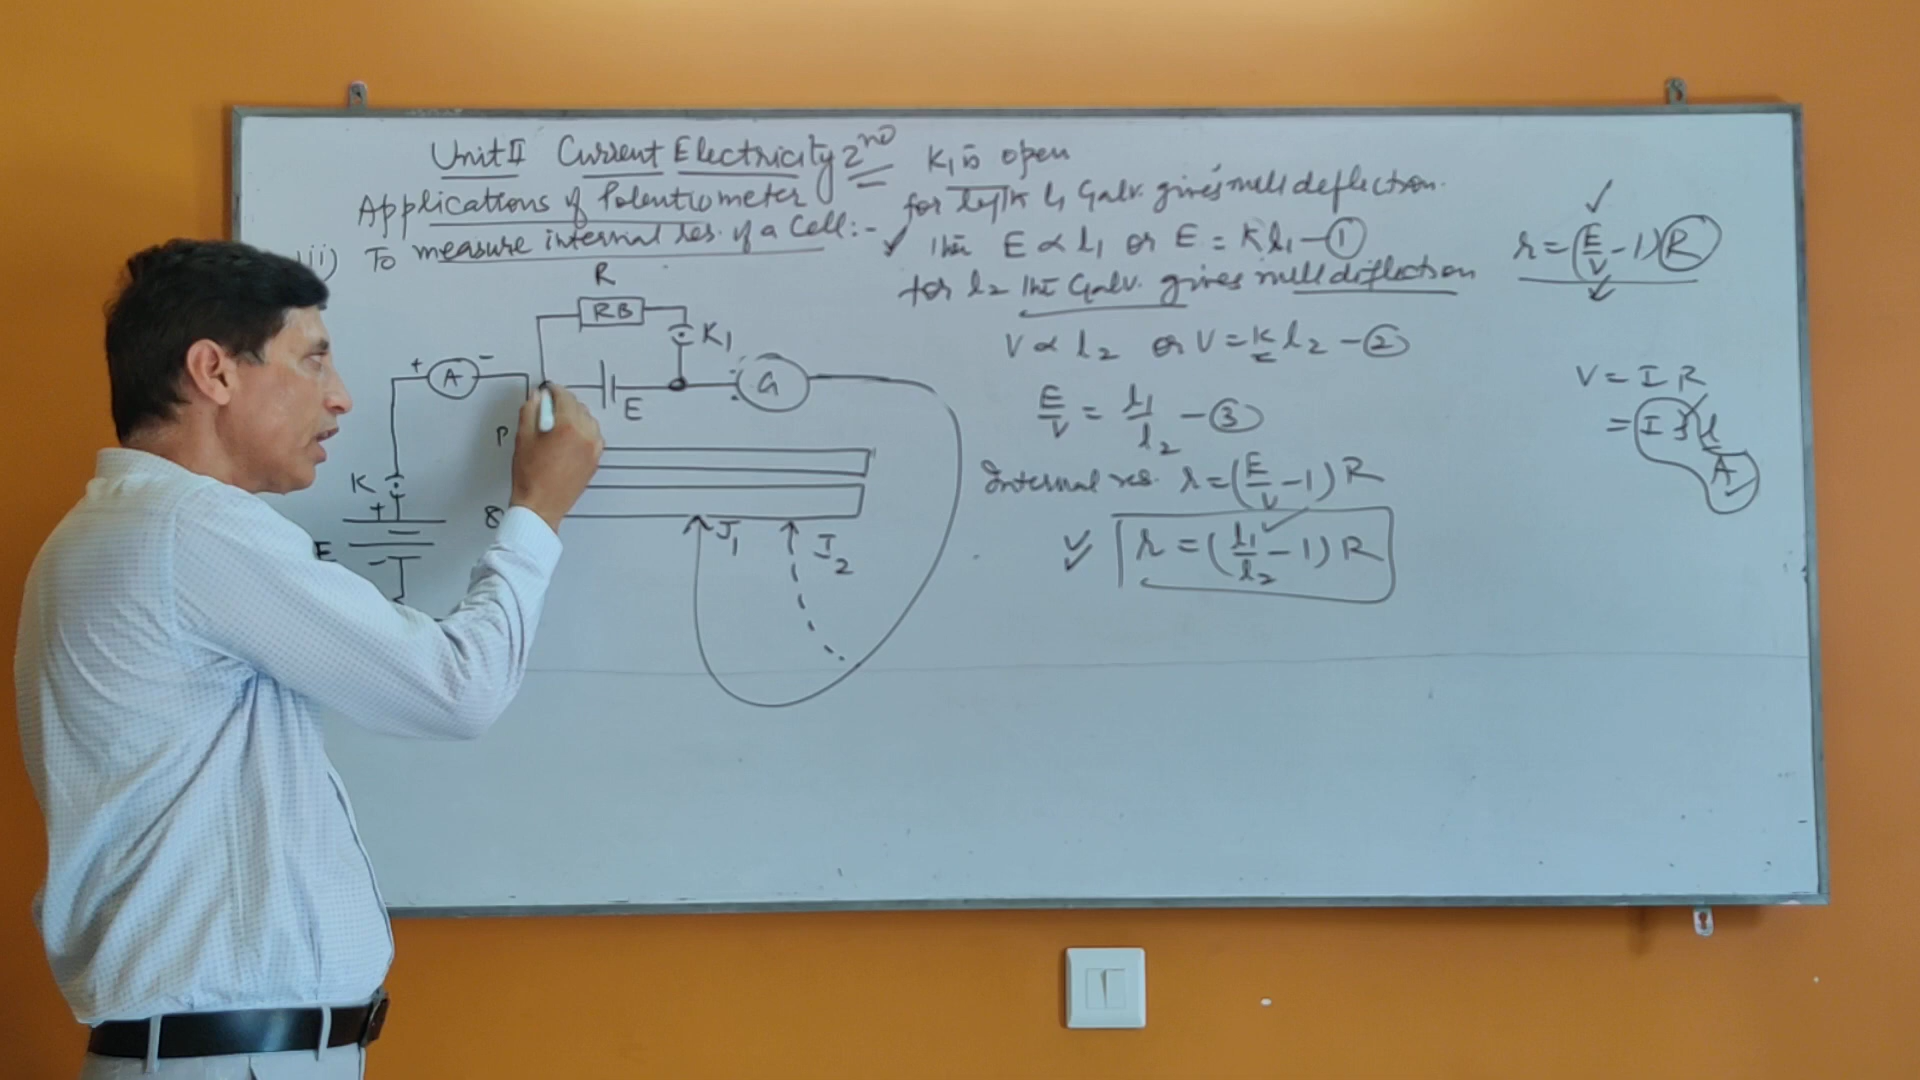 Unit II Current Electricity 2nd
Applications of Potentiometer
iii) To measure internal res. of a Cell:-
R
RB
K1
+ A -
G
E
P
K
+
Q
E
-
J1
J2
K1 is open
for length l1 Galv. gives null deflection.
then E ∝ l1 or E = Kl1 - ①
for l2 the Galv. gives null deflection
V ∝ l2 or V = K l2 - ②
E/V = l1/l2 - ③
Internal res. r = (E/V - 1) R
r = (l1/l2 - 1) R
r = (E/V - 1) R
V = I R
= I ρ l/A